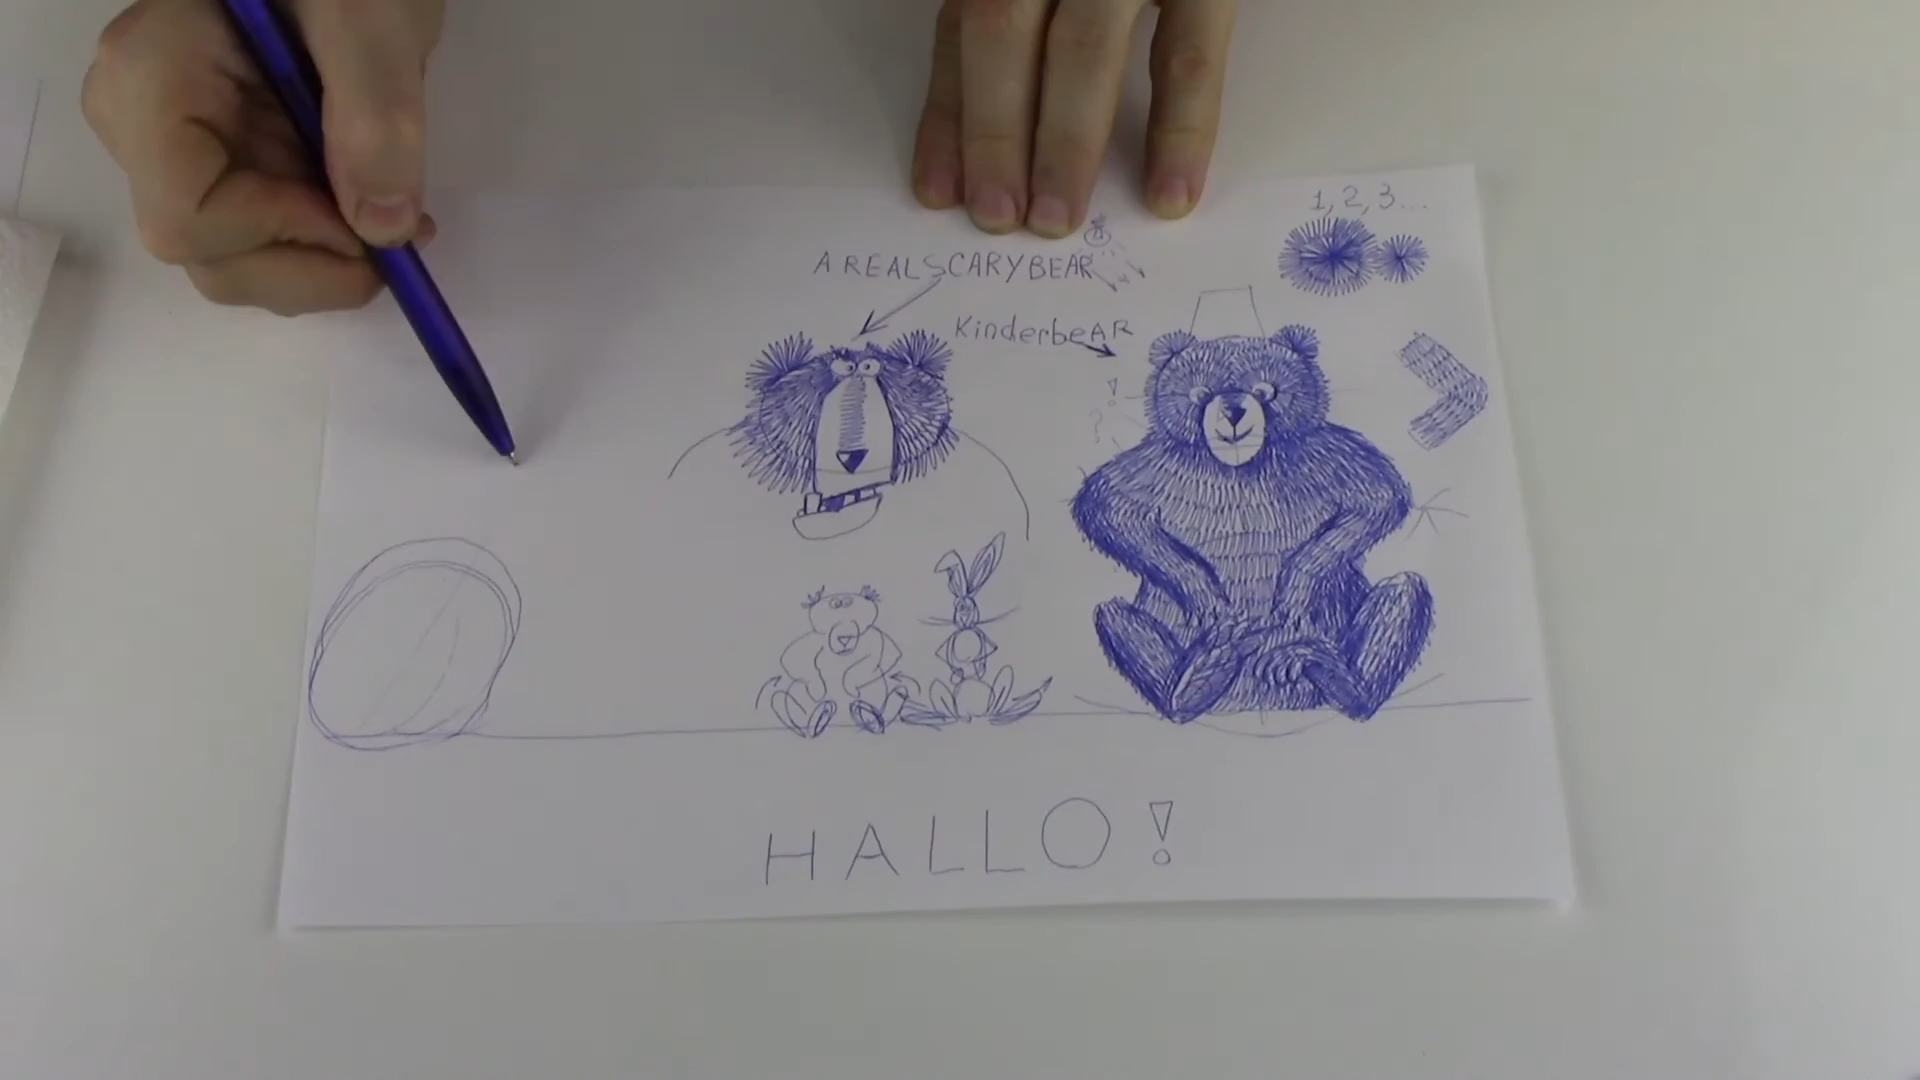 1, 2, 3...
A REAL SCARY BEAR
KinderbeAR
!
?
HALLO!